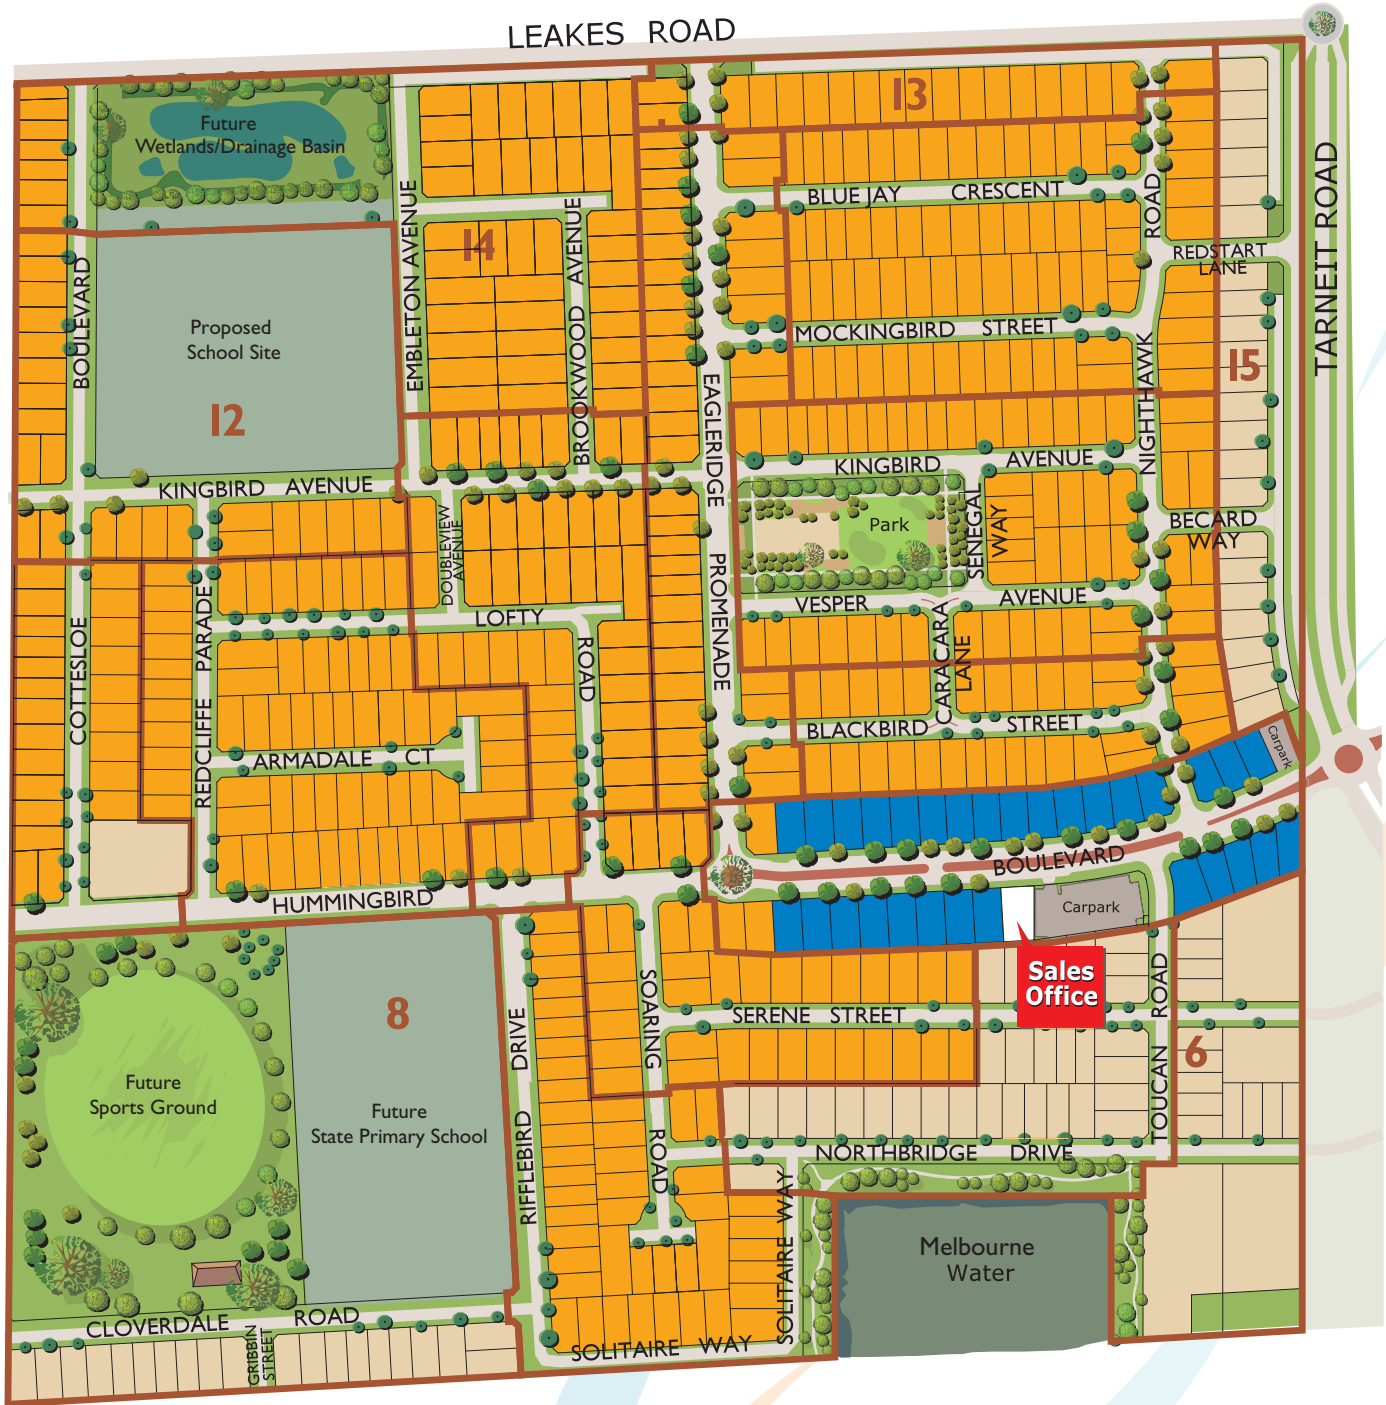 LEAKES ROAD
13
Future
Wetlands/Drainage Basin
TARNEIT ROAD
BLUE JAY CRESCENT
ROAD
EMBLETON AVENUE
BROOKWOOD AVENUE
14
REDSTART
LANE
BOULEVARD
Proposed
School Site
MOCKINGBIRD STREET
NIGHTHAWK
15
12
EAGLERIDGE
KINGBIRD AVENUE
KINGBIRD AVENUE
DOUBLEVIEW
AVENUE
Park
SENEGAL
WAY
BECARD
WAY
PROMENADE
VESPER AVENUE
LOFTY
ROAD
COTTESLOE
REDCLIFFE PARADE
CARACARA
LANE
BLACKBIRD STREET
ARMADALE CT
Carpark
BOULEVARD
HUMMINGBIRD
Carpark
Sales
Office
SOARING
ROAD
SERENE STREET
TOUCAN ROAD
6
8
RIFFLEBIRD DRIVE
Future
Sports Ground
Future
State Primary School
NORTHBRIDGE DRIVE
SOLITAIRE WAY
Melbourne
Water
CLOVERDALE ROAD
GRIBBIN
STREET
SOLITAIRE WAY